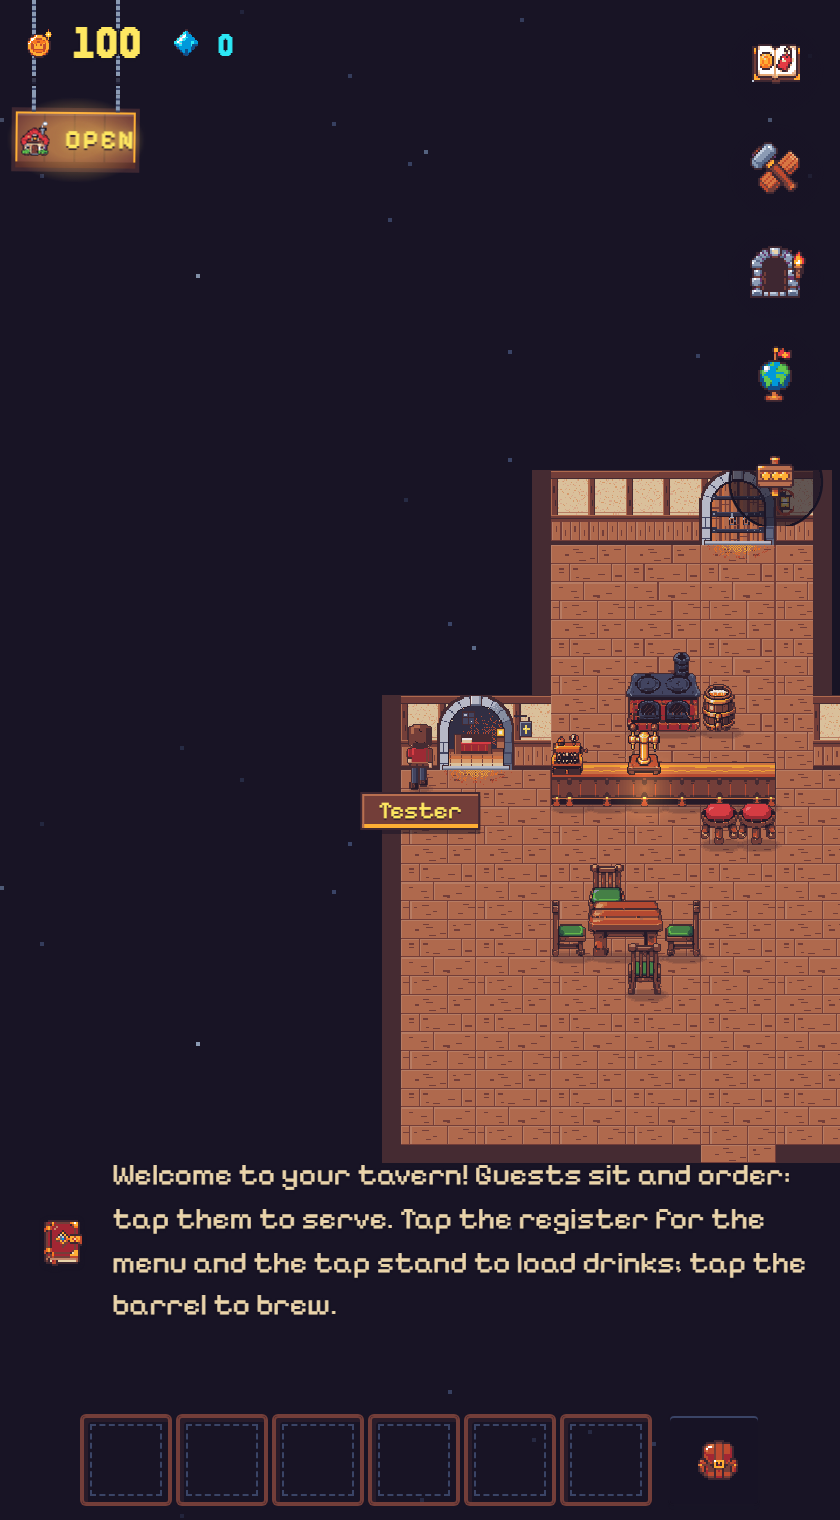 100 0
OPEN
Tester
Welcome to your tavern! Guests sit and order:
tap them to serve. Tap the register for the
menu and the tap stand to load drinks; tap the
barrel to brew.